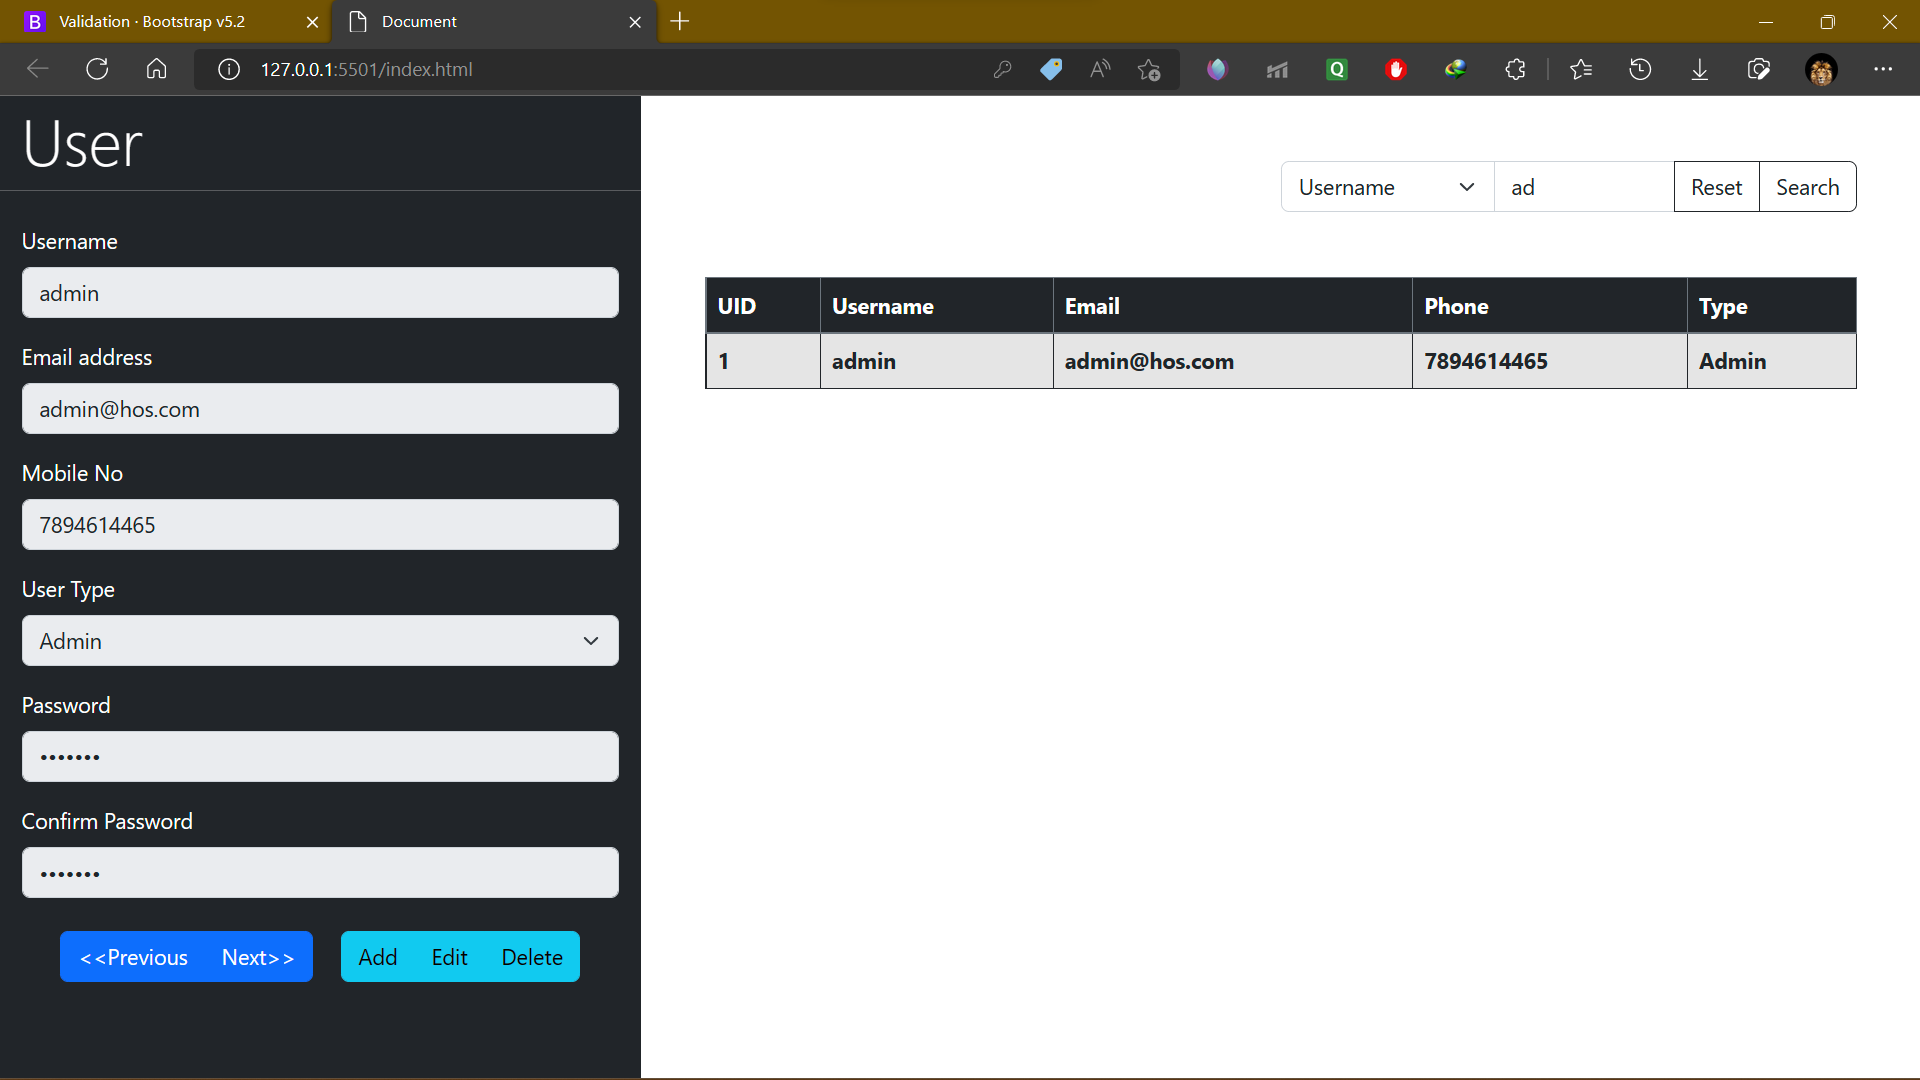 Validation · Bootstrap v5.2
Document
127.0.0.1:5501/index.html
User
Username
admin
Email address
admin@hos.com
Mobile No
7894614465
User Type
Admin
Password
•••••••
Confirm Password
•••••••
<<Previous Next>> Add Edit Delete
Username ad Reset Search
UID Username Email Phone Type
1 admin admin@hos.com 7894614465 Admin